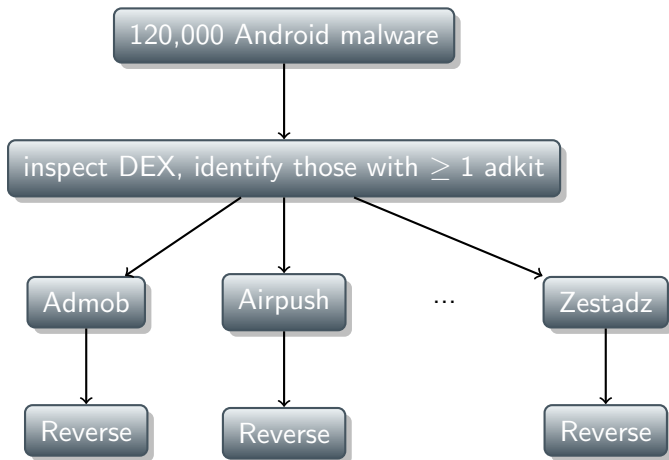 120,000 Android malware
inspect DEX, identify those with ≥ 1 adkit
Admob
Airpush
...
Zestadz
Reverse
Reverse
Reverse